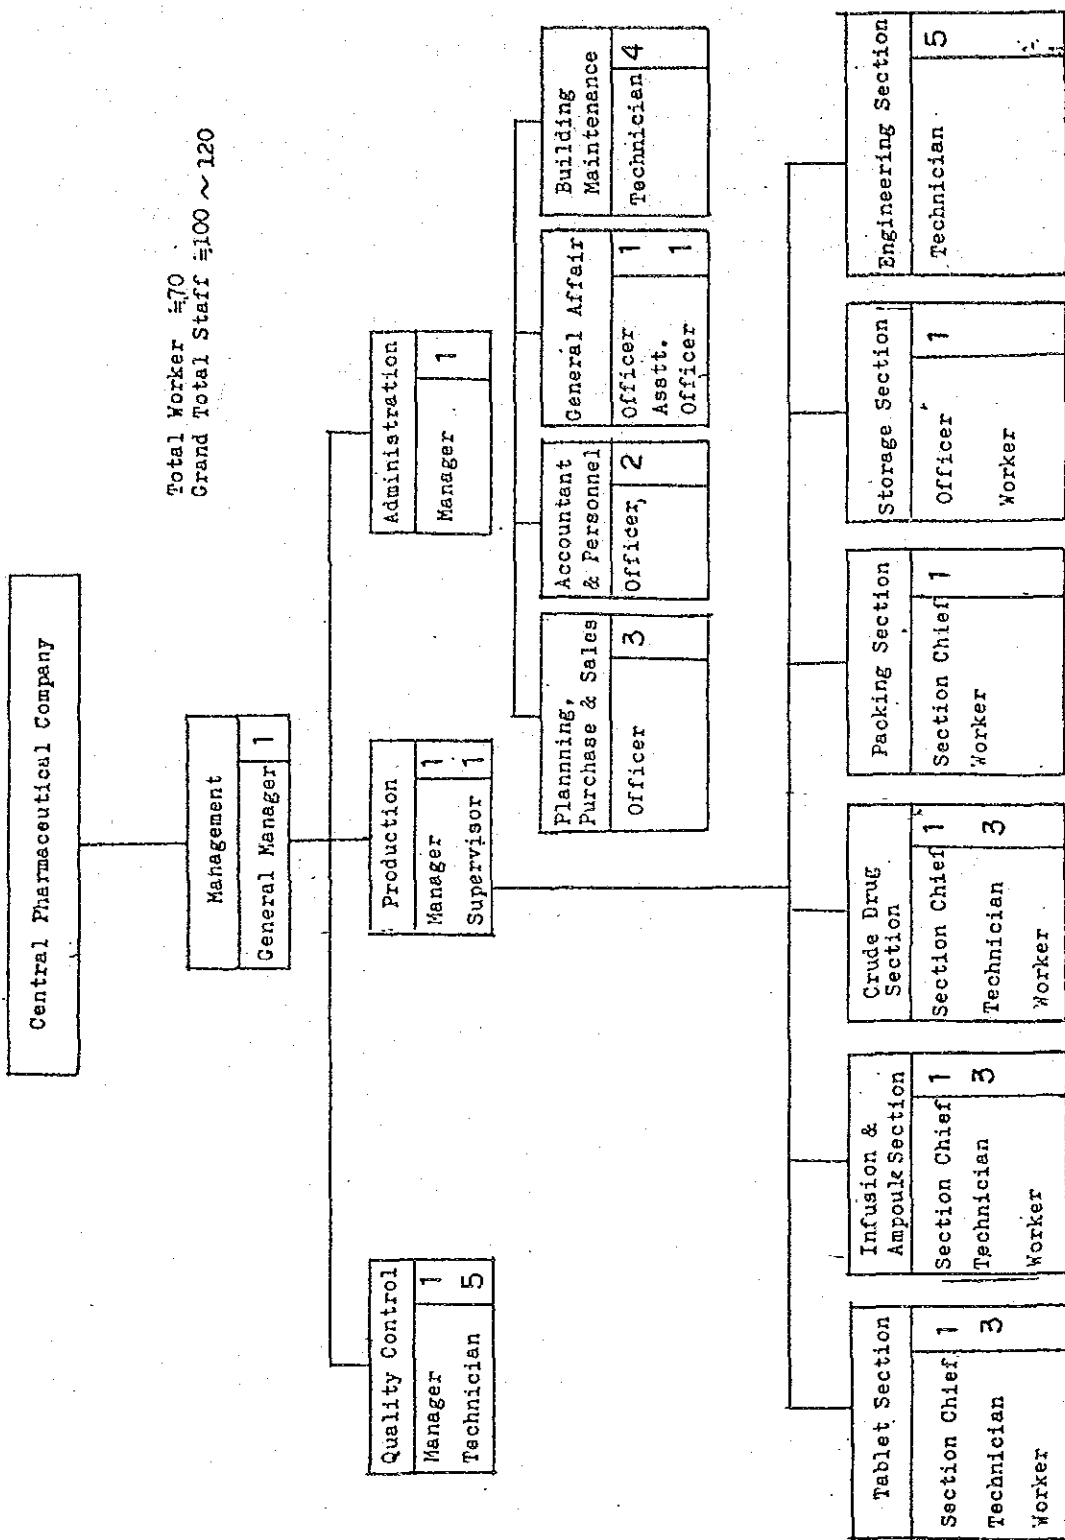 Central Pharmaceutical Company
Total Worker ≒70
Grand Total Staff ≒100 ~ 120
Management
General Manager 1
Quality Control
Manager 1
Technician 5
Production
Manager 1
Supervisor 1
Administration
Manager 1
Plannning,
Purchase & Sales
Officer 3
Accountant
& Personnel
Officer, 2
General Affair
Officer 1
Asstt.
Officer 1
Building
Maintenance
Technician 4
Tablet Section
Section Chief 1
Technician 3
Worker
Infusion &
Ampoule Section
Section Chief 1
Technician 3
Worker
Crude Drug
Section
Section Chief 1
Technician 3
Worker
Packing Section
Section Chief 1
Worker
Storage Section
Officer 1
Worker
Engineering Section
Technician 5